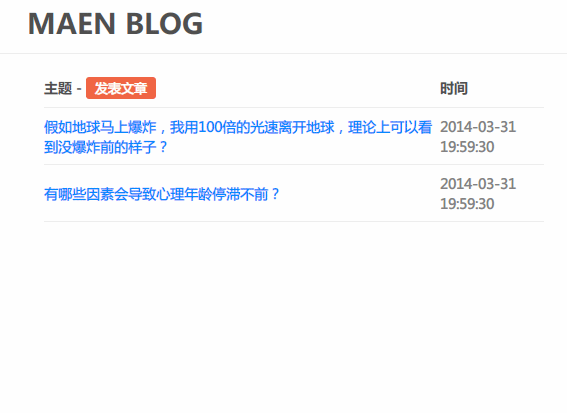 MAEN BLOG
主题 - 发表文章 时间
假如地球马上爆炸，我用100倍的光速离开地球，理论上可以看 2014-03-31
到没爆炸前的样子？ 19:59:30
有哪些因素会导致心理年龄停滞不前？ 2014-03-31
19:59:30